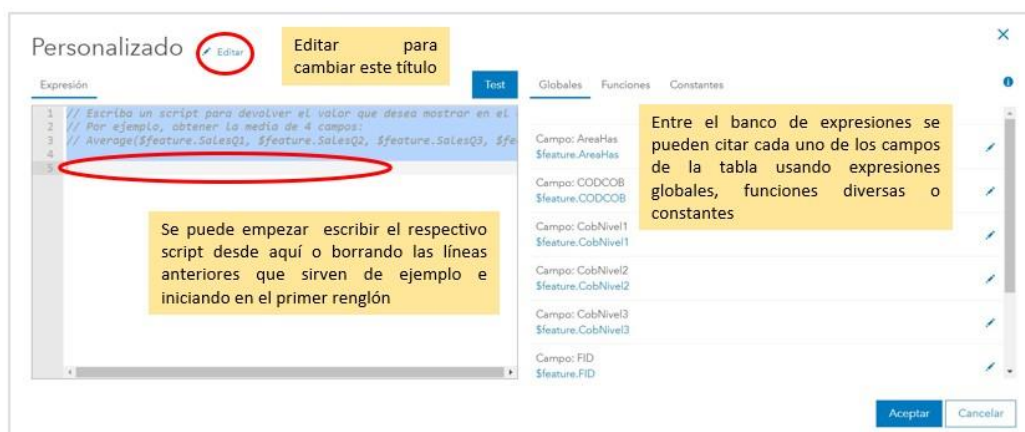 Personalizado Editar
Editar para
cambiar este título
Expresión
Test
Globales Funciones Constantes
1 // Escriba un script para devolver el valor que desea mostrar en el
2 // Por ejemplo, obtener la media de 4 campos:
3 // Average($feature.SalesQ1, $feature.SalesQ2, $feature.SalesQ3, $fe
4
5
Se puede empezar escribir el respectivo
script desde aquí o borrando las líneas
anteriores que sirven de ejemplo e
iniciando en el primer renglón
Entre el banco de expresiones se
pueden citar cada uno de los campos
de la tabla usando expresiones
globales, funciones diversas o
constantes
Campo: AreaHas
$feature.AreaHas
Campo: CODCOB
$feature.CODCOB
Campo: CobNivel1
$feature.CobNivel1
Campo: CobNivel2
$feature.CobNivel2
Campo: CobNivel3
$feature.CobNivel3
Campo: FID
$feature.FID
Aceptar Cancelar